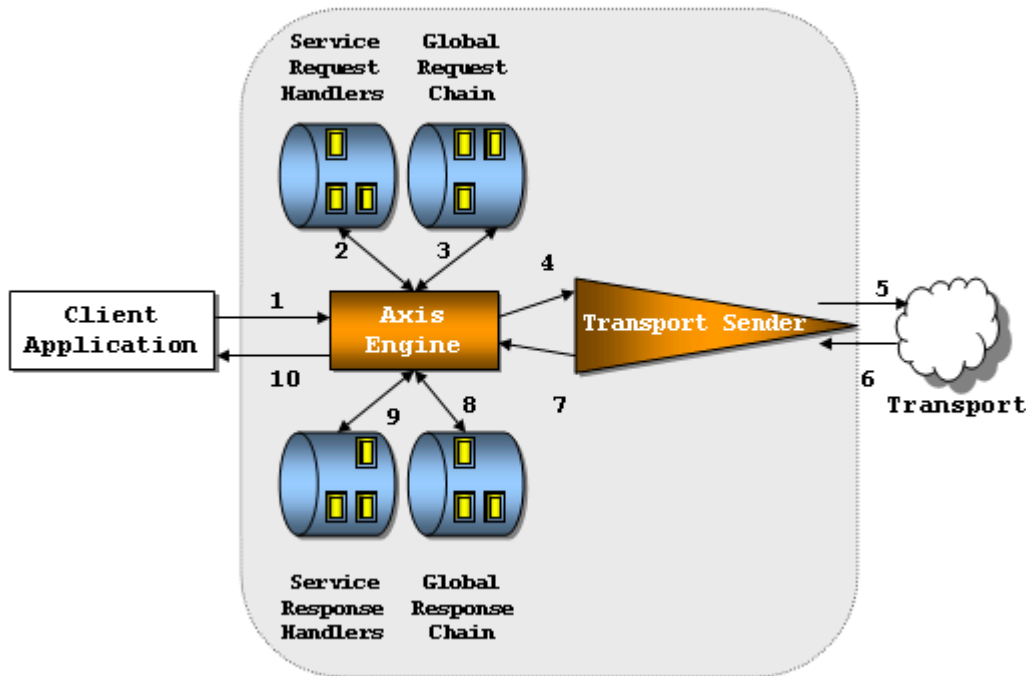 Service
Request
Handlers
Global
Request
Chain
2
3
4
5
1
Client
Application
Axis
Engine
Transport Sender
10
9
8
7
6
Transport
Service
Response
Handlers
Global
Response
Chain